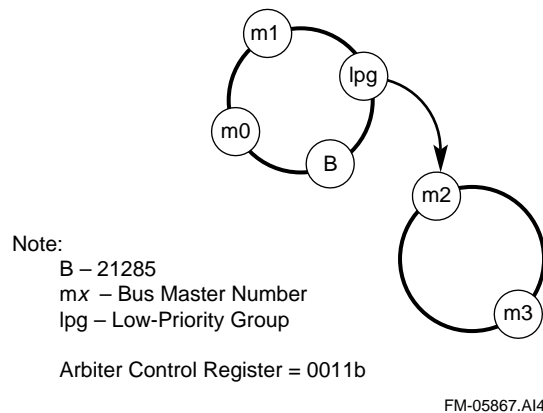 m1
lpg
m0
B
m2
m3
Note:
B – 21285
mx – Bus Master Number
lpg – Low-Priority Group
Arbiter Control Register = 0011b
FM-05867.AI4